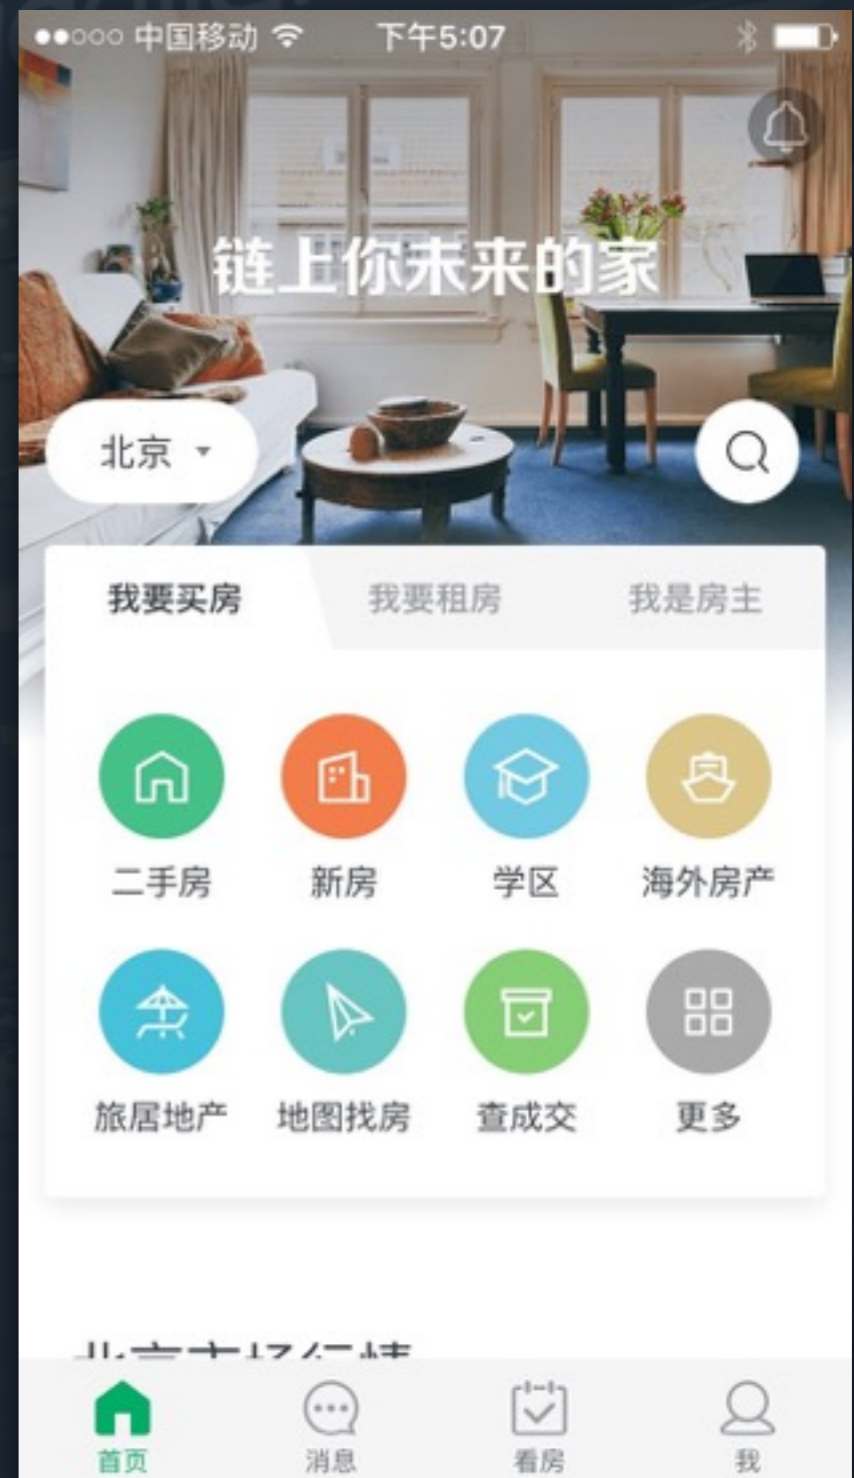 中国移动 下午5:07
链上你未来的家
北京
我要买房 我要租房 我是房主
二手房 新房 学区 海外房产
旅居地产 地图找房 查成交 更多
首页 消息 看房 我